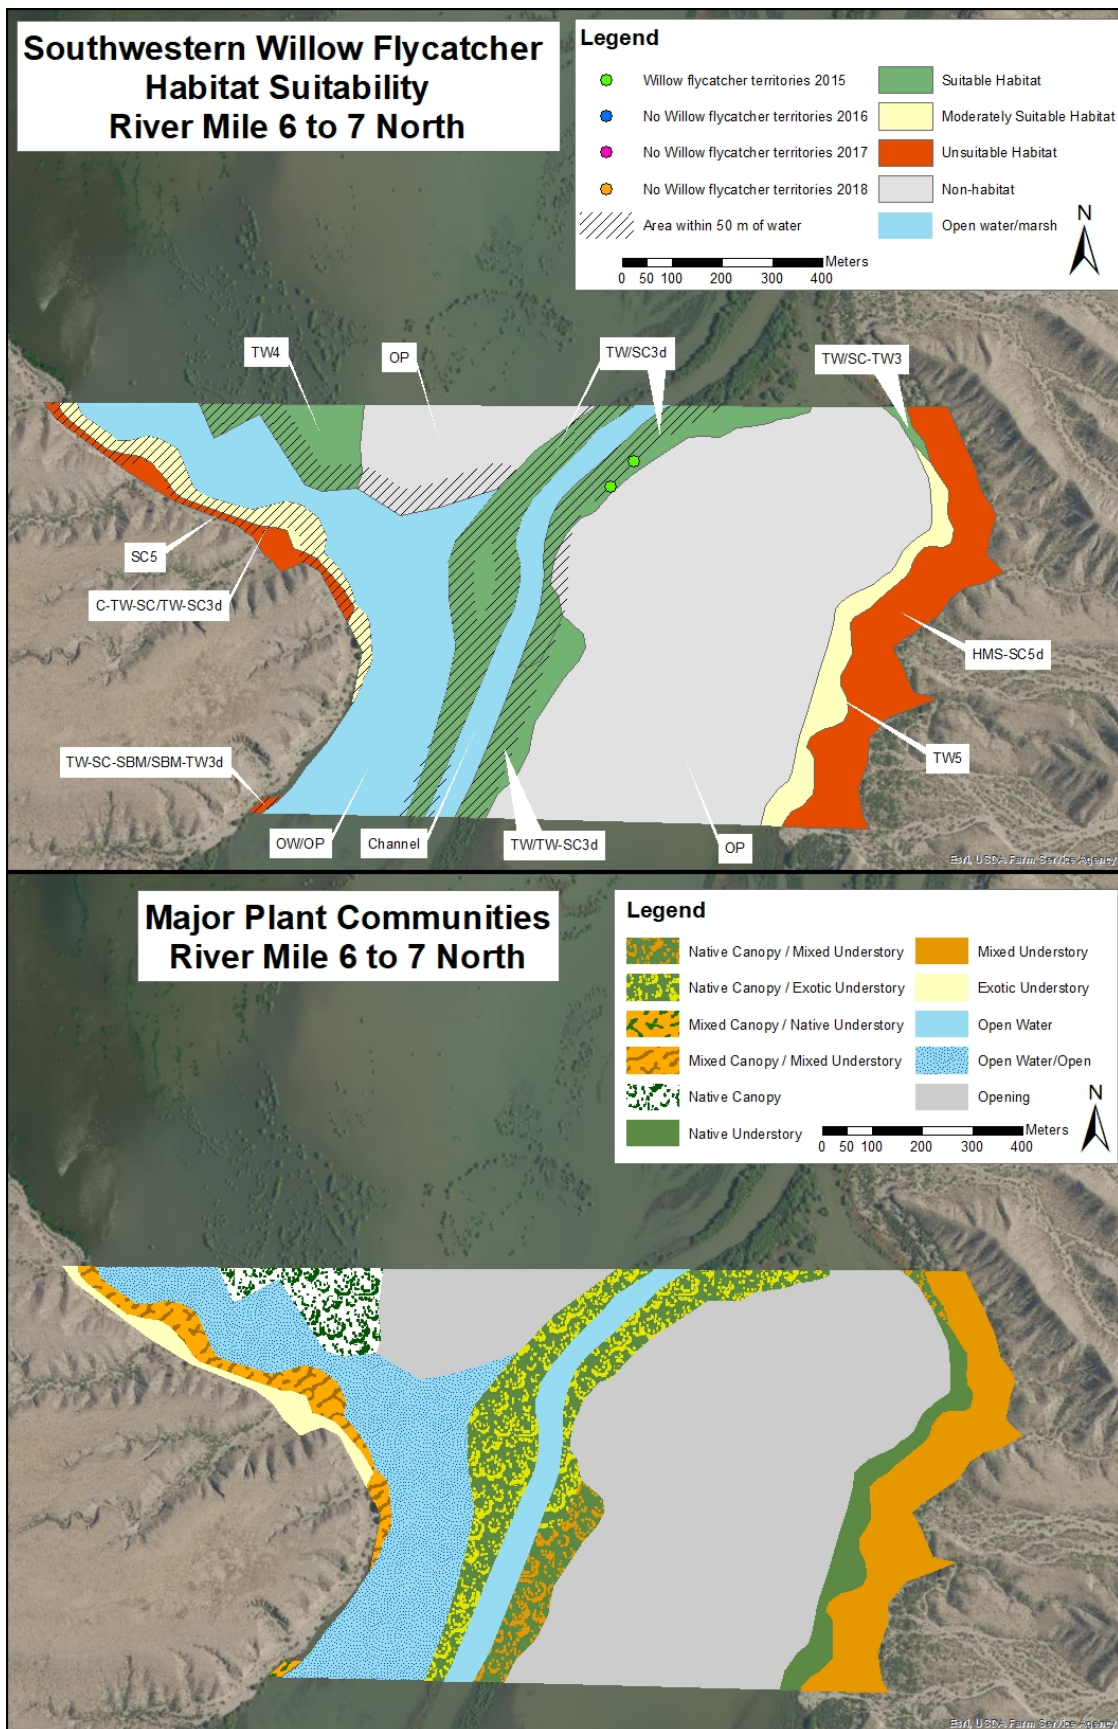 Southwestern Willow Flycatcher
Habitat Suitability
River Mile 6 to 7 North
Legend
Willow flycatcher territories 2015
No Willow flycatcher territories 2016
No Willow flycatcher territories 2017
No Willow flycatcher territories 2018
Area within 50 m of water
Suitable Habitat
Moderately Suitable Habitat
Unsuitable Habitat
Non-habitat
Open water/marsh
Meters
0 50 100 200 300 400
N
TW4
OP
TW/SC3d
TW/SC-TW3
SC5
C-TW-SC/TW-SC3d
HMS-SC5d
TW-SC-SBM/SBM-TW3d
TW5
OW/OP
Channel
TW/TW-SC3d
OP
Esri, USDA Farm Service Agency
Major Plant Communities
River Mile 6 to 7 North
Legend
Native Canopy / Mixed Understory
Native Canopy / Exotic Understory
Mixed Canopy / Native Understory
Mixed Canopy / Mixed Understory
Native Canopy
Native Understory
Mixed Understory
Exotic Understory
Open Water
Open Water/Open
Opening
N
Meters
0 50 100 200 300 400
Esri, USDA Farm Service Agency